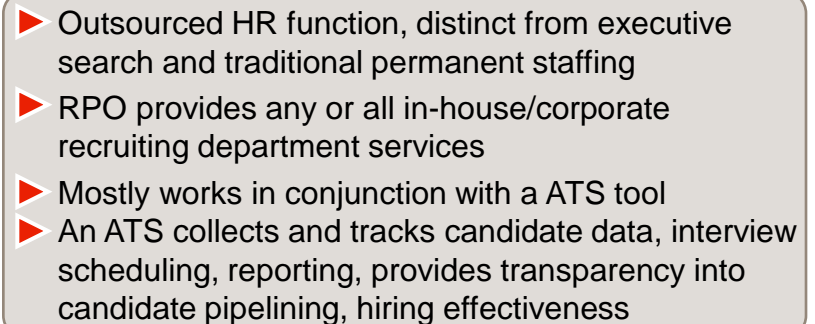 Outsourced HR function, distinct from executive
search and traditional permanent staffing
RPO provides any or all in-house/corporate
recruiting department services
Mostly works in conjunction with a ATS tool
An ATS collects and tracks candidate data, interview
scheduling, reporting, provides transparency into
candidate pipelining, hiring effectiveness